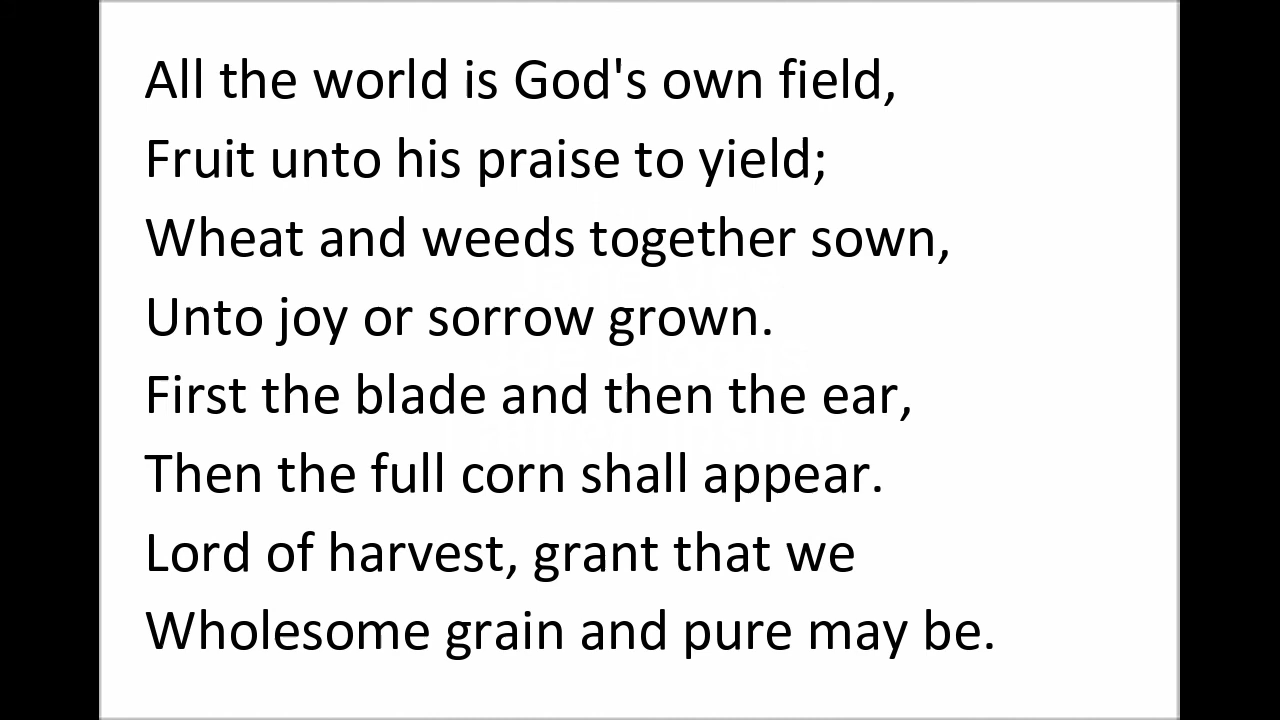 All the world is God's own field,
Fruit unto his praise to yield;
Wheat and weeds together sown,
Unto joy or sorrow grown.
First the blade and then the ear,
Then the full corn shall appear.
Lord of harvest, grant that we
Wholesome grain and pure may be.